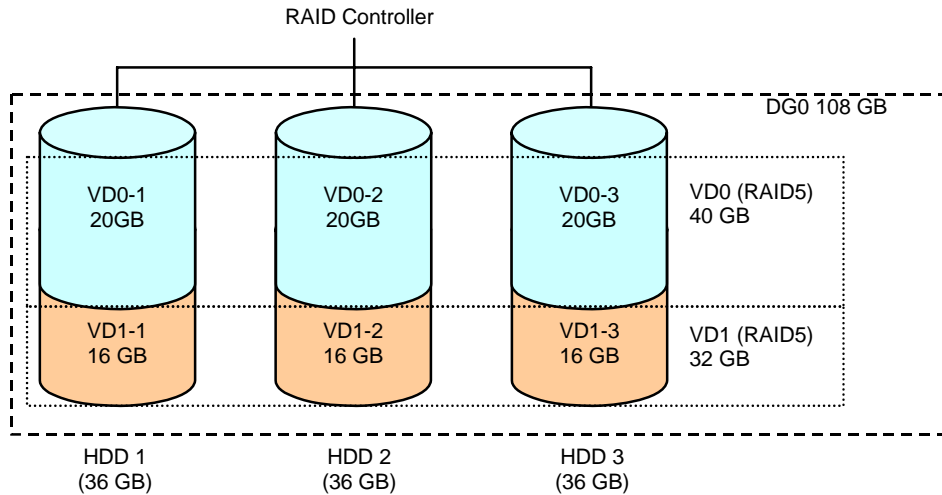 RAID Controller
DG0 108 GB
VD0-1
20GB
VD0-2
20GB
VD0-3
20GB
VD0 (RAID5)
40 GB
VD1-1
16 GB
VD1-2
16 GB
VD1-3
16 GB
VD1 (RAID5)
32 GB
HDD 1
(36 GB)
HDD 2
(36 GB)
HDD 3
(36 GB)